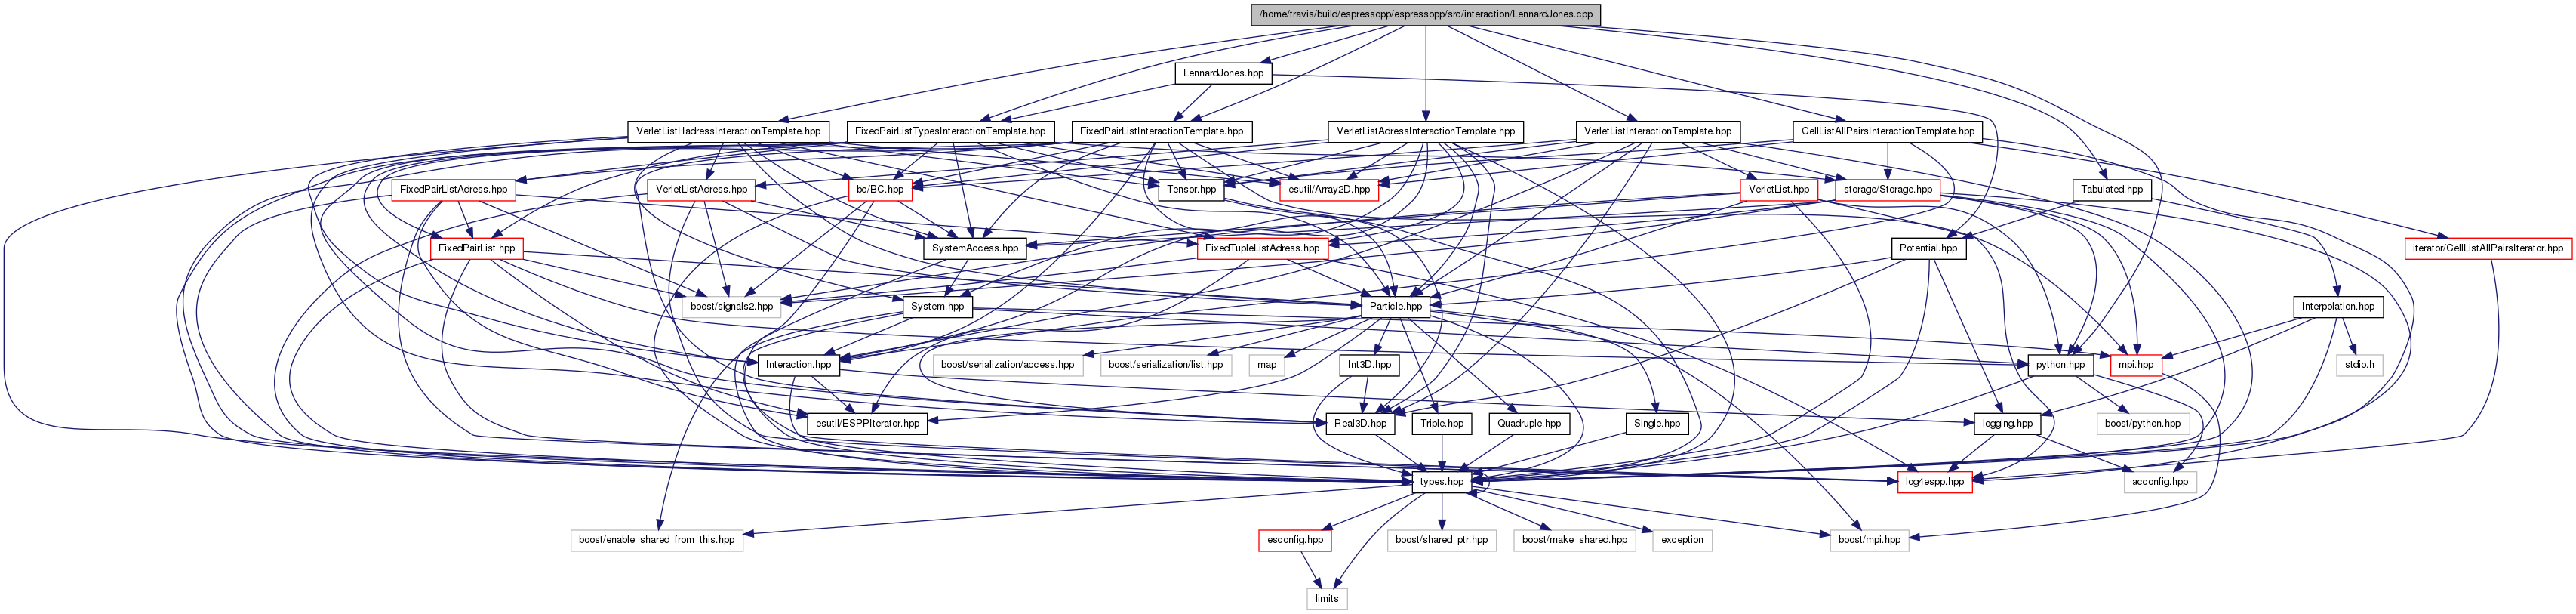 /home/travis/build/espressopp/espressopp/src/interaction/LennardJones.cpp
LennardJones.hpp
VerletListHadressInteractionTemplate.hpp
FixedPairListTypesInteractionTemplate.hpp
FixedPairListInteractionTemplate.hpp
VerletListAdressInteractionTemplate.hpp
VerletListInteractionTemplate.hpp
CellListAllPairsInteractionTemplate.hpp
FixedPairListAdress.hpp
VerletListAdress.hpp
bc/BC.hpp
Tensor.hpp
esutil/Array2D.hpp
VerletList.hpp
storage/Storage.hpp
Tabulated.hpp
FixedPairList.hpp
SystemAccess.hpp
FixedTupleListAdress.hpp
Potential.hpp
iterator/CellListAllPairsIterator.hpp
boost/signals2.hpp
System.hpp
Particle.hpp
Interpolation.hpp
Interaction.hpp
boost/serialization/access.hpp
boost/serialization/list.hpp
map
Int3D.hpp
python.hpp
mpi.hpp
stdio.h
esutil/ESPPIterator.hpp
Real3D.hpp
Triple.hpp
Quadruple.hpp
Single.hpp
logging.hpp
boost/python.hpp
types.hpp
log4espp.hpp
acconfig.hpp
boost/enable_shared_from_this.hpp
esconfig.hpp
boost/shared_ptr.hpp
boost/make_shared.hpp
exception
boost/mpi.hpp
limits